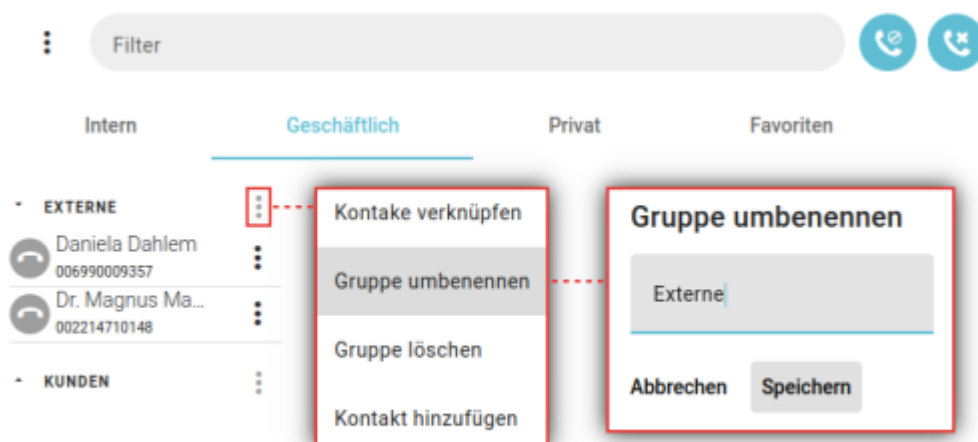 Filter
Intern Geschäftlich Privat Favoriten
EXTERNE
Daniela Dahlem
006990009357
Dr. Magnus Ma...
002214710148
KUNDEN
Kontake verknüpfen
Gruppe umbenennen
Gruppe löschen
Kontakt hinzufügen
Gruppe umbenennen
Externe
Abbrechen Speichern